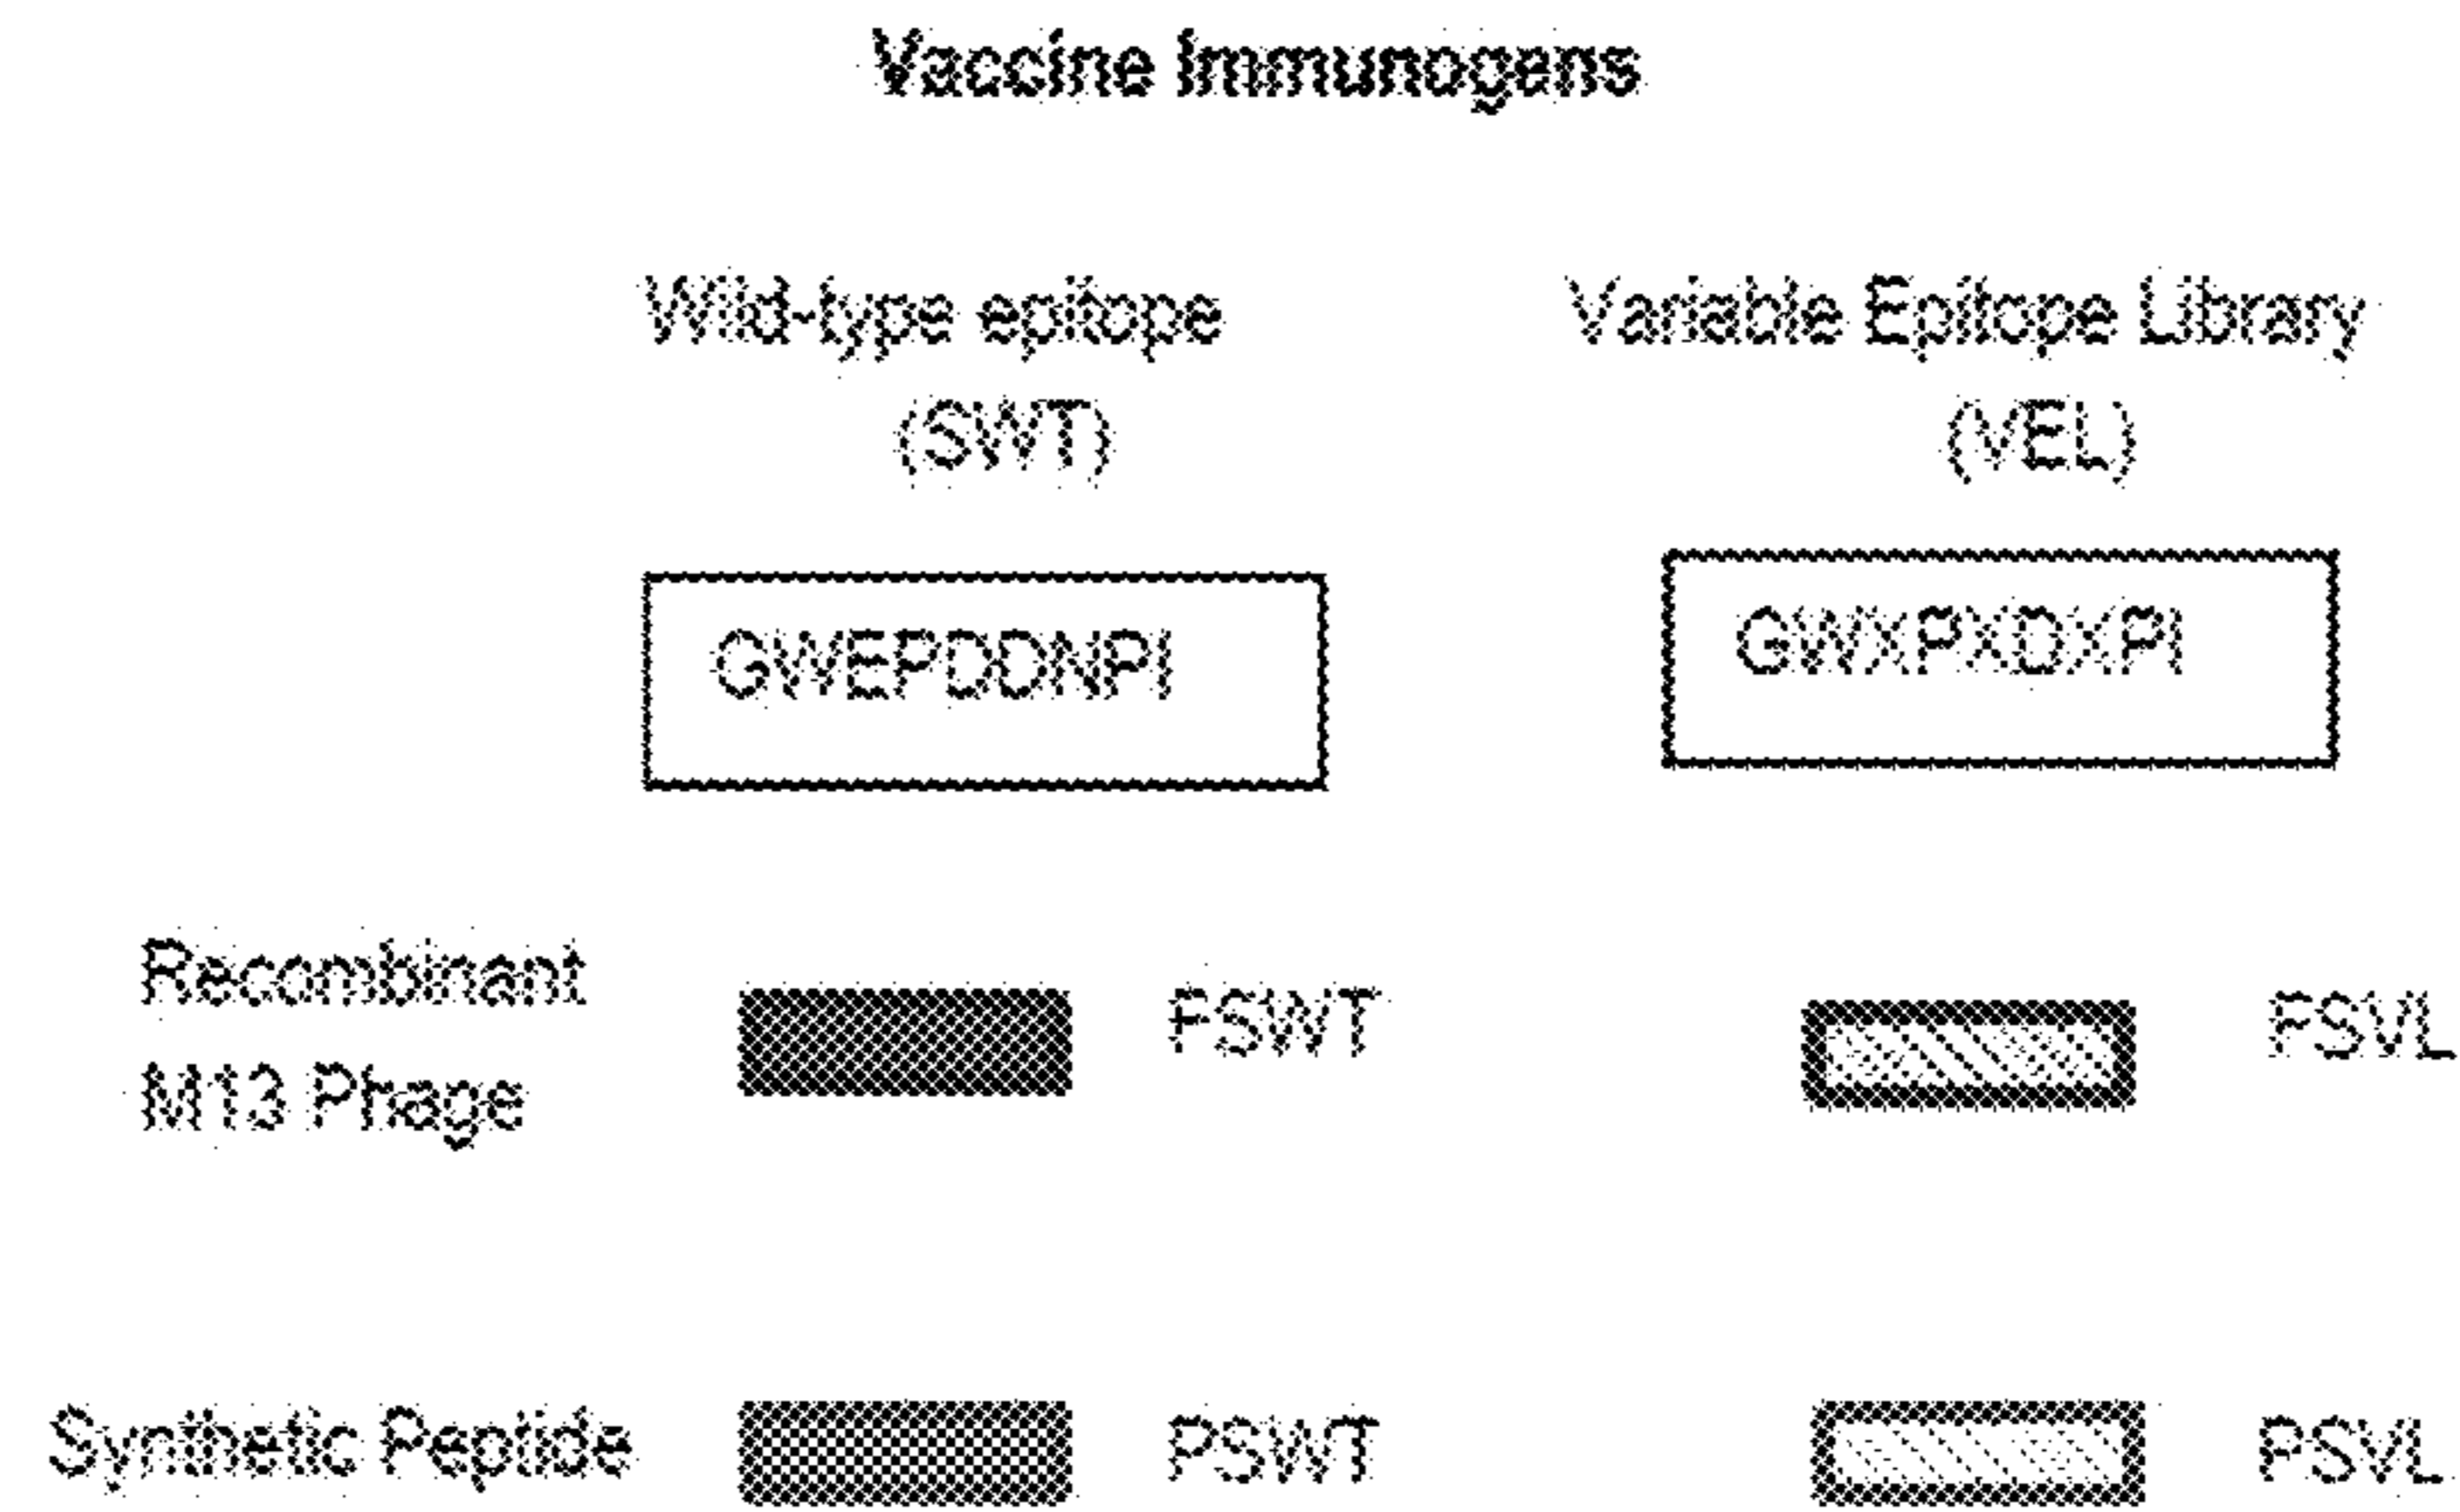 Vaccine Immunogens
Wild-type epitope Variable Epitope Library
(SWT) (VEL)
GWEPDDNPI GWXPXDXPI
Recombinant
M13 Phage FSWT FSVL
Synthetic Peptide PSWT PSVL